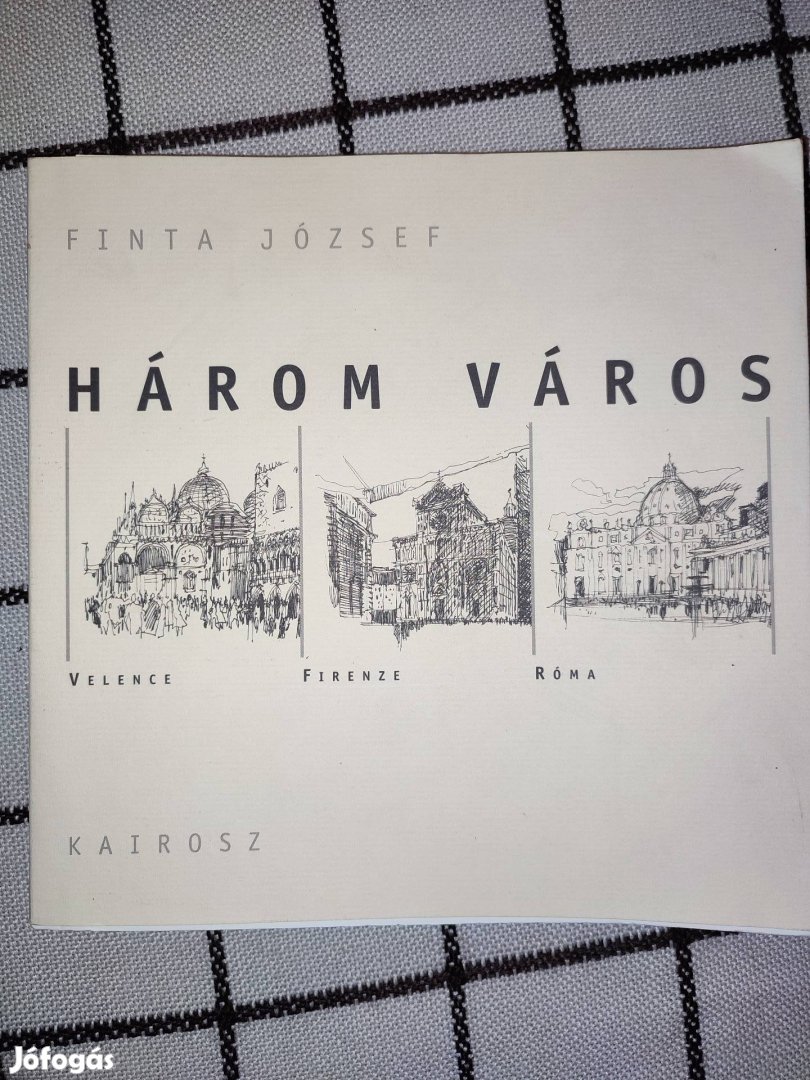 FINTA JÓZSEF
HÁROM VÁROS
VELENCE
FIRENZE
RÓMA
KAIROSZ
Jófogás